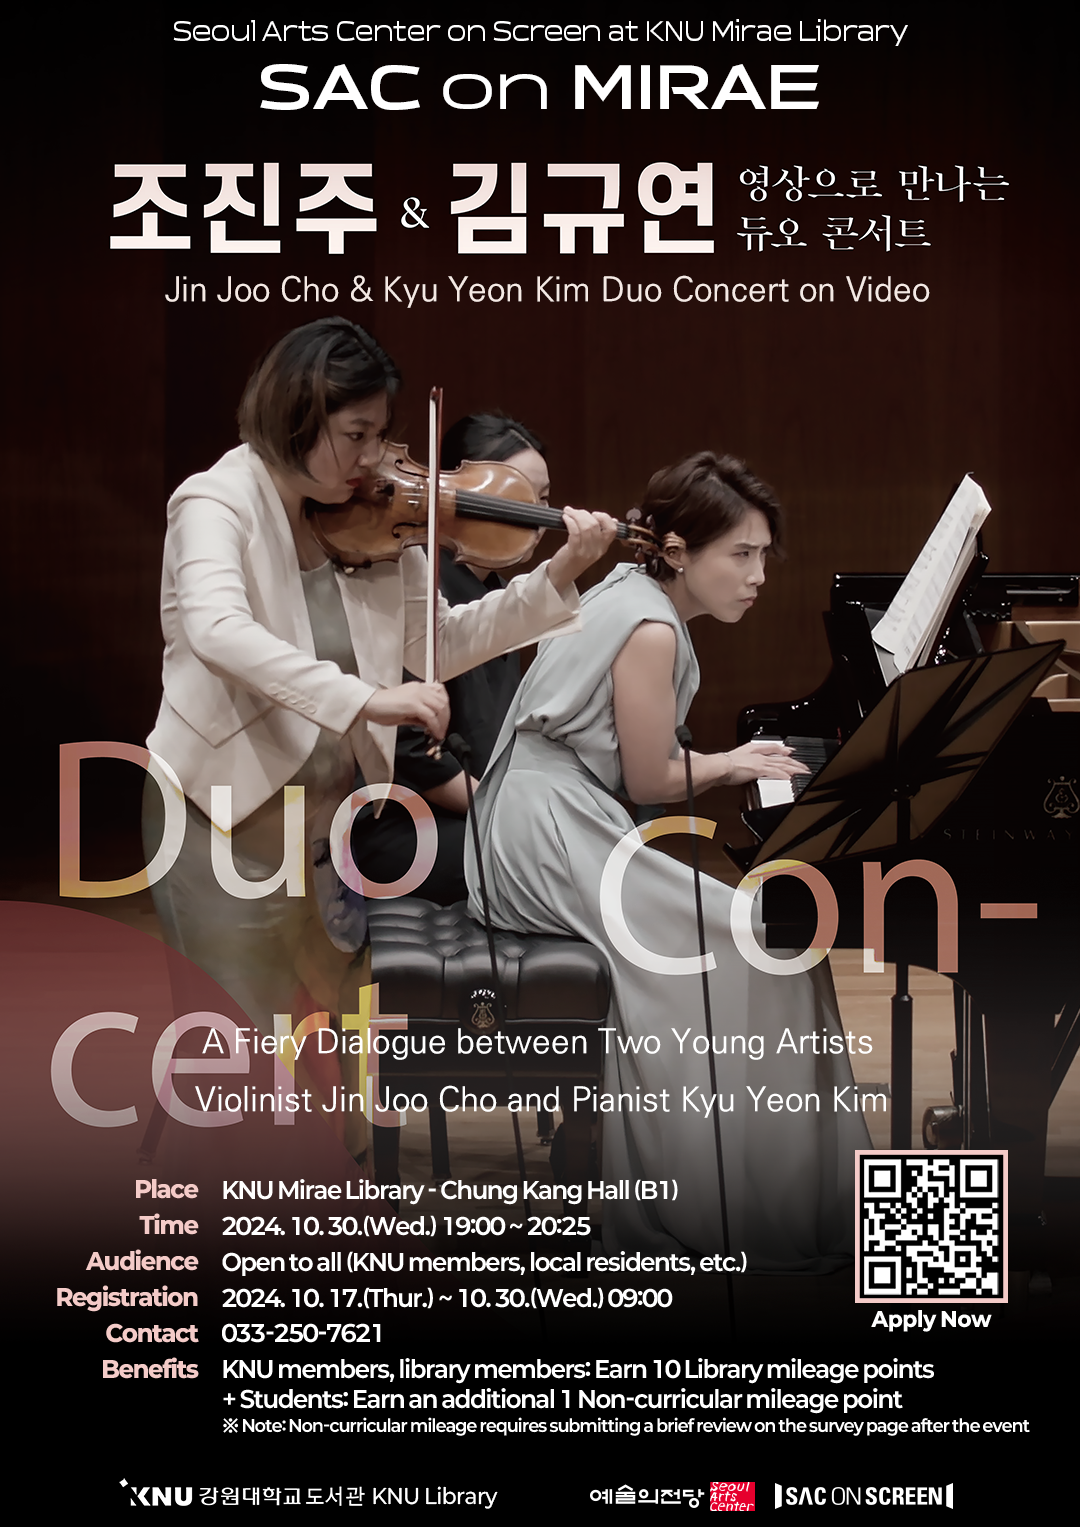 Seoul Arts Center on Screen at KNU Mirae Library
SAC on MIRAE
조진주 & 김규연 영상으로 만나는
듀오 콘서트
Jin Joo Cho & Kyu Yeon Kim Duo Concert on Video
STEINWAY
Duo
Con-
cert
A Fiery Dialogue between Two Young Artists
Violinist Jin Joo Cho and Pianist Kyu Yeon Kim
Place KNU Mirae Library - Chung Kang Hall (B1)
Time 2024. 10. 30.(Wed.) 19:00 ~ 20:25
Audience Open to all (KNU members, local residents, etc.)
Registration 2024. 10. 17.(Thur.) ~ 10. 30.(Wed.) 09:00
Contact 033-250-7621
Benefits KNU members, library members: Earn 10 Library mileage points
+ Students: Earn an additional 1 Non-curricular mileage point
※ Note: Non-curricular mileage requires submitting a brief review on the survey page after the event
Apply Now
KNU 강원대학교 도서관 KNU Library
예술의전당 Seoul Arts Center
SAC ON SCREEN